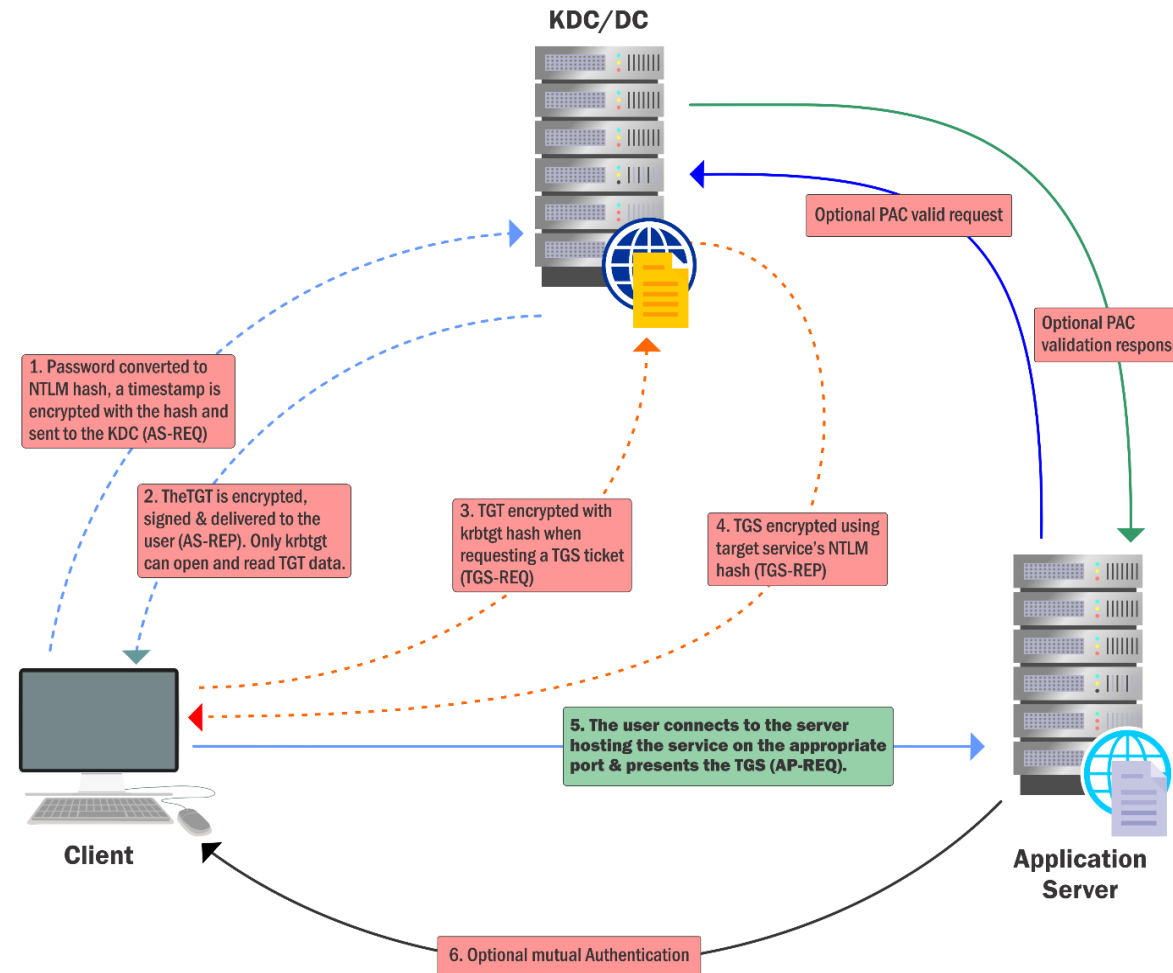 KDC/DC
Optional PAC valid request
Optional PAC
validation respons
1. Password converted to
NTLM hash, a timestamp is
encrypted with the hash and
sent to the KDC (AS-REQ)
2. TheTGT is encrypted,
signed & delivered to the
user (AS-REP). Only krbtgt
can open and read TGT data.
3. TGT encrypted with
krbtgt hash when
requesting a TGS ticket
(TGS-REQ)
4. TGS encrypted using
target service's NTLM
hash (TGS-REP)
5. The user connects to the server
hosting the service on the appropriate
port & presents the TGS (AP-REQ).
Client
Application
Server
6. Optional mutual Authentication